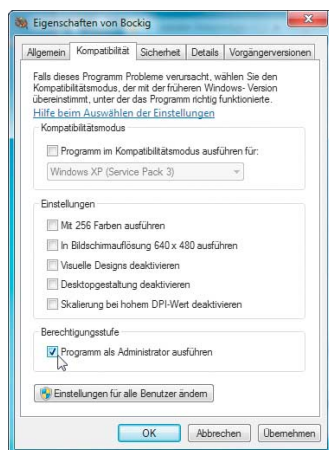 Eigenschaften von Bockig
Allgemein Kompatibilität Sicherheit Details Vorgängerversionen
Falls dieses Programm Probleme verursacht, wählen Sie den
Kompatibilitätsmodus, der mit der früheren Windows- Version
übereinstimmt, unter der das Programm richtig funktionierte.
Hilfe beim Auswählen der Einstellungen
Kompatibilitätsmodus
Programm im Kompatibilitätsmodus ausführen für:
Windows XP (Service Pack 3)
Einstellungen
Mit 256 Farben ausführen
In Bildschirmauflösung 640 x 480 ausführen
Visuelle Designs deaktivieren
Desktopgestaltung deaktivieren
Skalierung bei hohem DPI-Wert deaktivieren
Berechtigungsstufe
Programm als Administrator ausführen
Einstellungen für alle Benutzer ändern
OK Abbrechen Übernehmen